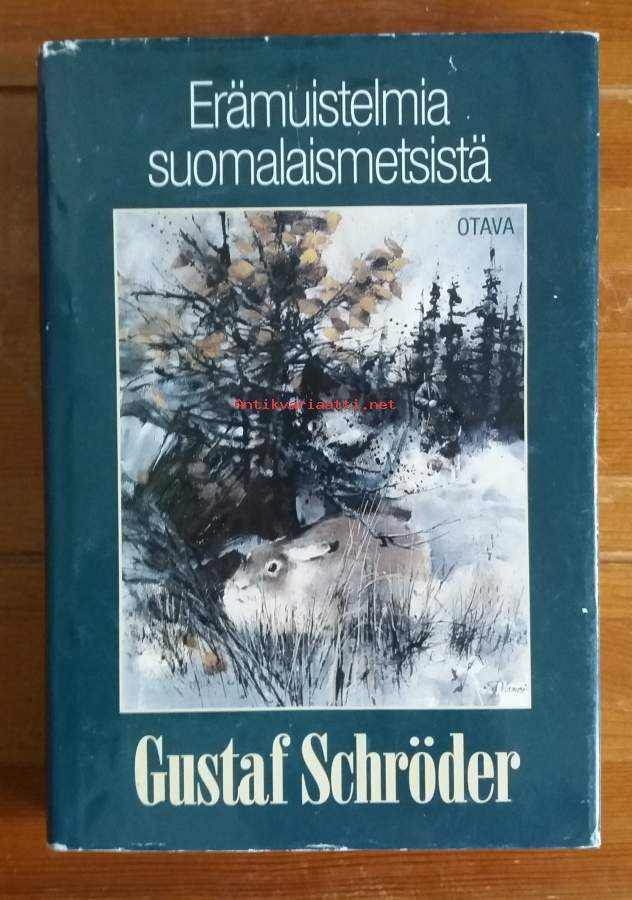 Erämuistelmia
suomalaismetsistä
OTAVA
Antikvariaatti.net
Gustaf Schröder